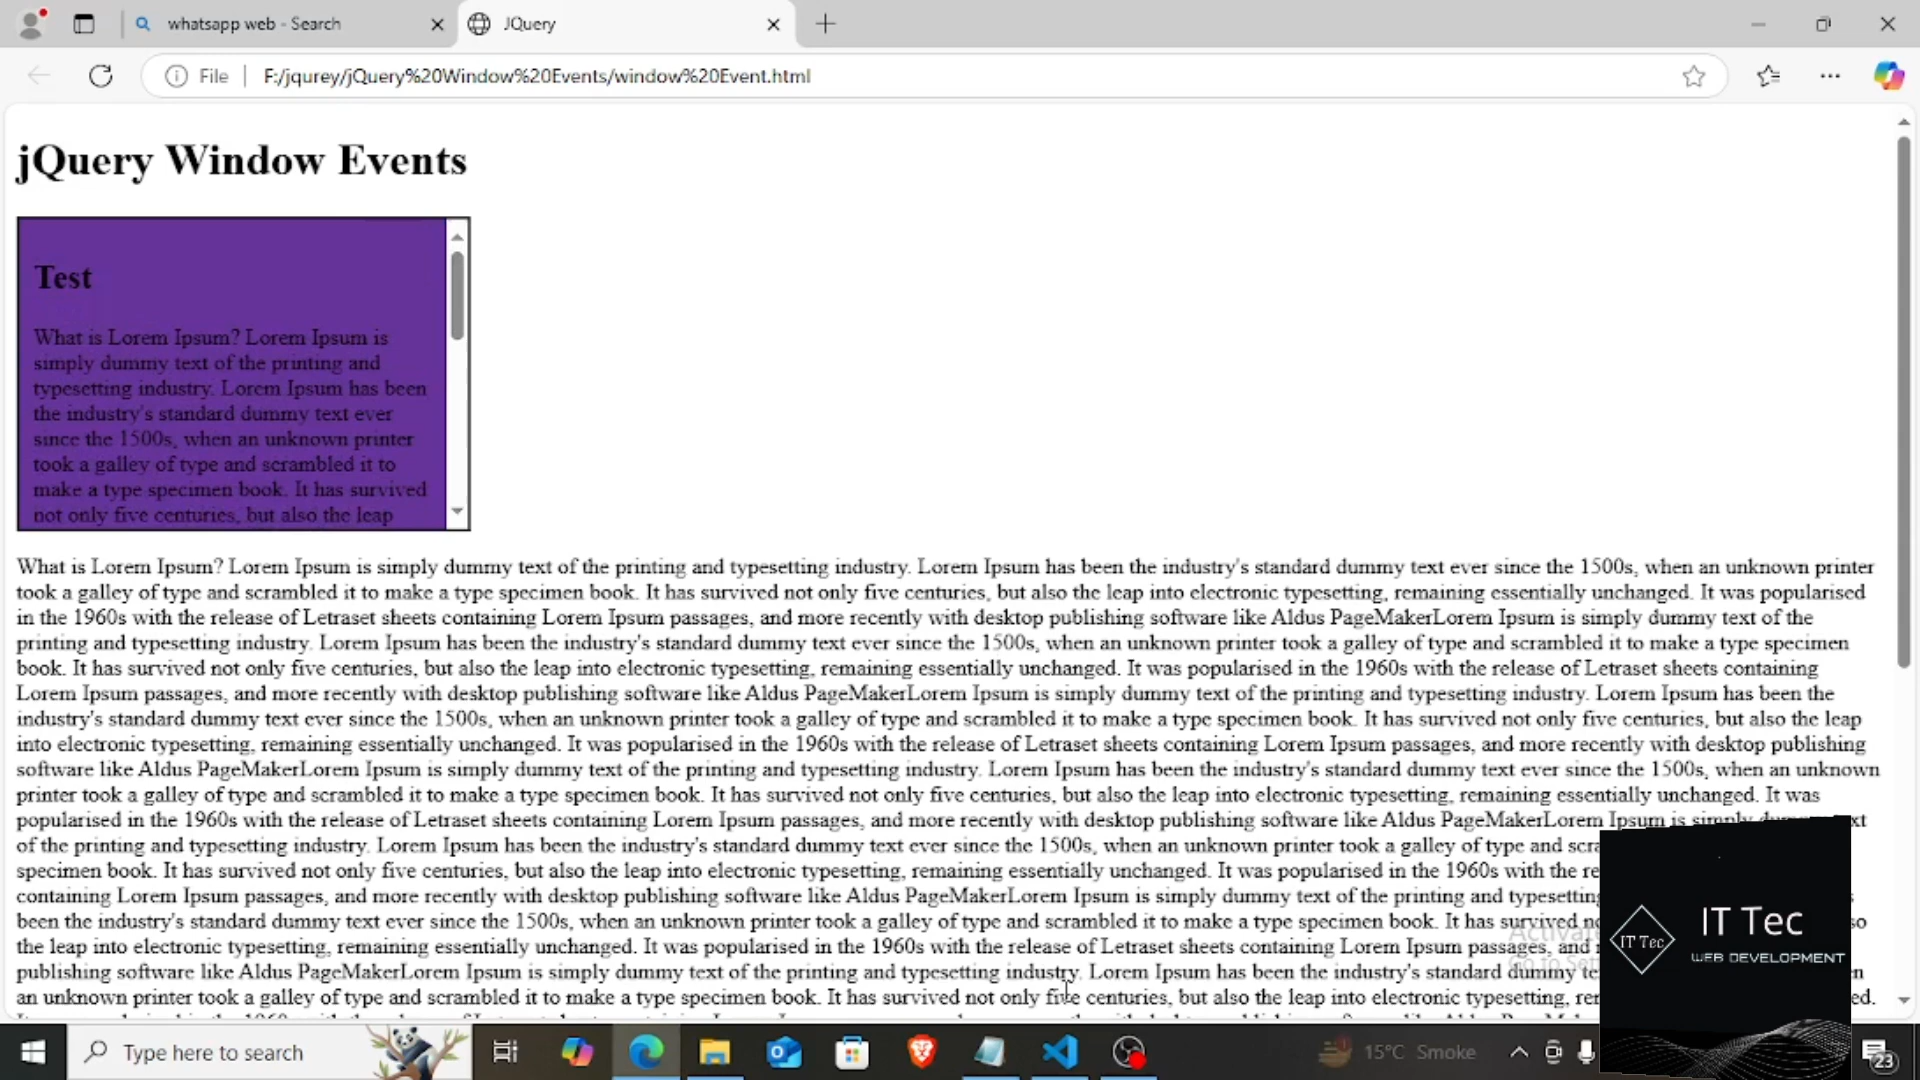 whatsapp web - Search
JQuery
File
F:/jqurey/jQuery%20Window%20Events/window%20Event.html
jQuery Window Events
Test
What is Lorem Ipsum? Lorem Ipsum is
simply dummy text of the printing and
typesetting industry. Lorem Ipsum has been
the industry's standard dummy text ever
since the 1500s, when an unknown printer
took a galley of type and scrambled it to
make a type specimen book. It has survived
not only five centuries, but also the leap
What is Lorem Ipsum? Lorem Ipsum is simply dummy text of the printing and typesetting industry. Lorem Ipsum has been the industry's standard dummy text ever since the 1500s, when an unknown printer
took a galley of type and scrambled it to make a type specimen book. It has survived not only five centuries, but also the leap into electronic typesetting, remaining essentially unchanged. It was popularised
in the 1960s with the release of Letraset sheets containing Lorem Ipsum passages, and more recently with desktop publishing software like Aldus PageMakerLorem Ipsum is simply dummy text of the
printing and typesetting industry. Lorem Ipsum has been the industry's standard dummy text ever since the 1500s, when an unknown printer took a galley of type and scrambled it to make a type specimen
book. It has survived not only five centuries, but also the leap into electronic typesetting, remaining essentially unchanged. It was popularised in the 1960s with the release of Letraset sheets containing
Lorem Ipsum passages, and more recently with desktop publishing software like Aldus PageMakerLorem Ipsum is simply dummy text of the printing and typesetting industry. Lorem Ipsum has been the
industry's standard dummy text ever since the 1500s, when an unknown printer took a galley of type and scrambled it to make a type specimen book. It has survived not only five centuries, but also the leap
into electronic typesetting, remaining essentially unchanged. It was popularised in the 1960s with the release of Letraset sheets containing Lorem Ipsum passages, and more recently with desktop publishing
software like Aldus PageMakerLorem Ipsum is simply dummy text of the printing and typesetting industry. Lorem Ipsum has been the industry's standard dummy text ever since the 1500s, when an unknown
printer took a galley of type and scrambled it to make a type specimen book. It has survived not only five centuries, but also the leap into electronic typesetting, remaining essentially unchanged. It was
popularised in the 1960s with the release of Letraset sheets containing Lorem Ipsum passages, and more recently with desktop publishing software like Aldus PageMakerLorem Ipsum is simply
of the printing and typesetting industry. Lorem Ipsum has been the industry's standard dummy text ever since the 1500s, when an unknown printer took a galley of type and
specimen book. It has survived not only five centuries, but also the leap into electronic typesetting, remaining essentially unchanged. It was popularised in the 1960s with the
containing Lorem Ipsum passages, and more recently with desktop publishing software like Aldus PageMakerLorem Ipsum is simply dummy text of the printing and typesetting
been the industry's standard dummy text ever since the 1500s, when an unknown printer took a galley of type and scrambled it to make a type specimen book. It has survived
the leap into electronic typesetting, remaining essentially unchanged. It was popularised in the 1960s with the release of Letraset sheets containing Lorem Ipsum passages, and
publishing software like Aldus PageMakerLorem Ipsum is simply dummy text of the printing and typesetting industry. Lorem Ipsum has been the industry's standard dummy
an unknown printer took a galley of type and scrambled it to make a type specimen book. It has survived not only five centuries, but also the leap into electronic typesetting,
IT Tec
IT Tec
WEB DEVELOPMENT
Type here to search
15°C Smoke
23